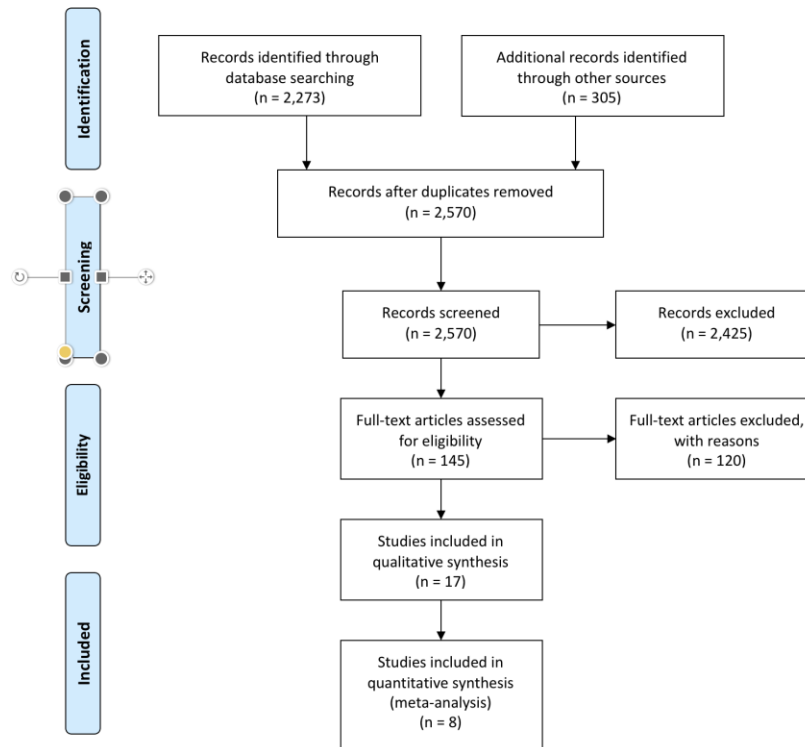 Identification
Records identified through
database searching
(n = 2,273)
Additional records identified
through other sources
(n = 305)
Records after duplicates removed
(n = 2,570)
Screening
Records screened
(n = 2,570)
Records excluded
(n = 2,425)
Eligibility
Full-text articles assessed
for eligibility
(n = 145)
Full-text articles excluded,
with reasons
(n = 120)
Studies included in
qualitative synthesis
(n = 17)
Included
Studies included in
quantitative synthesis
(meta-analysis)
(n = 8)